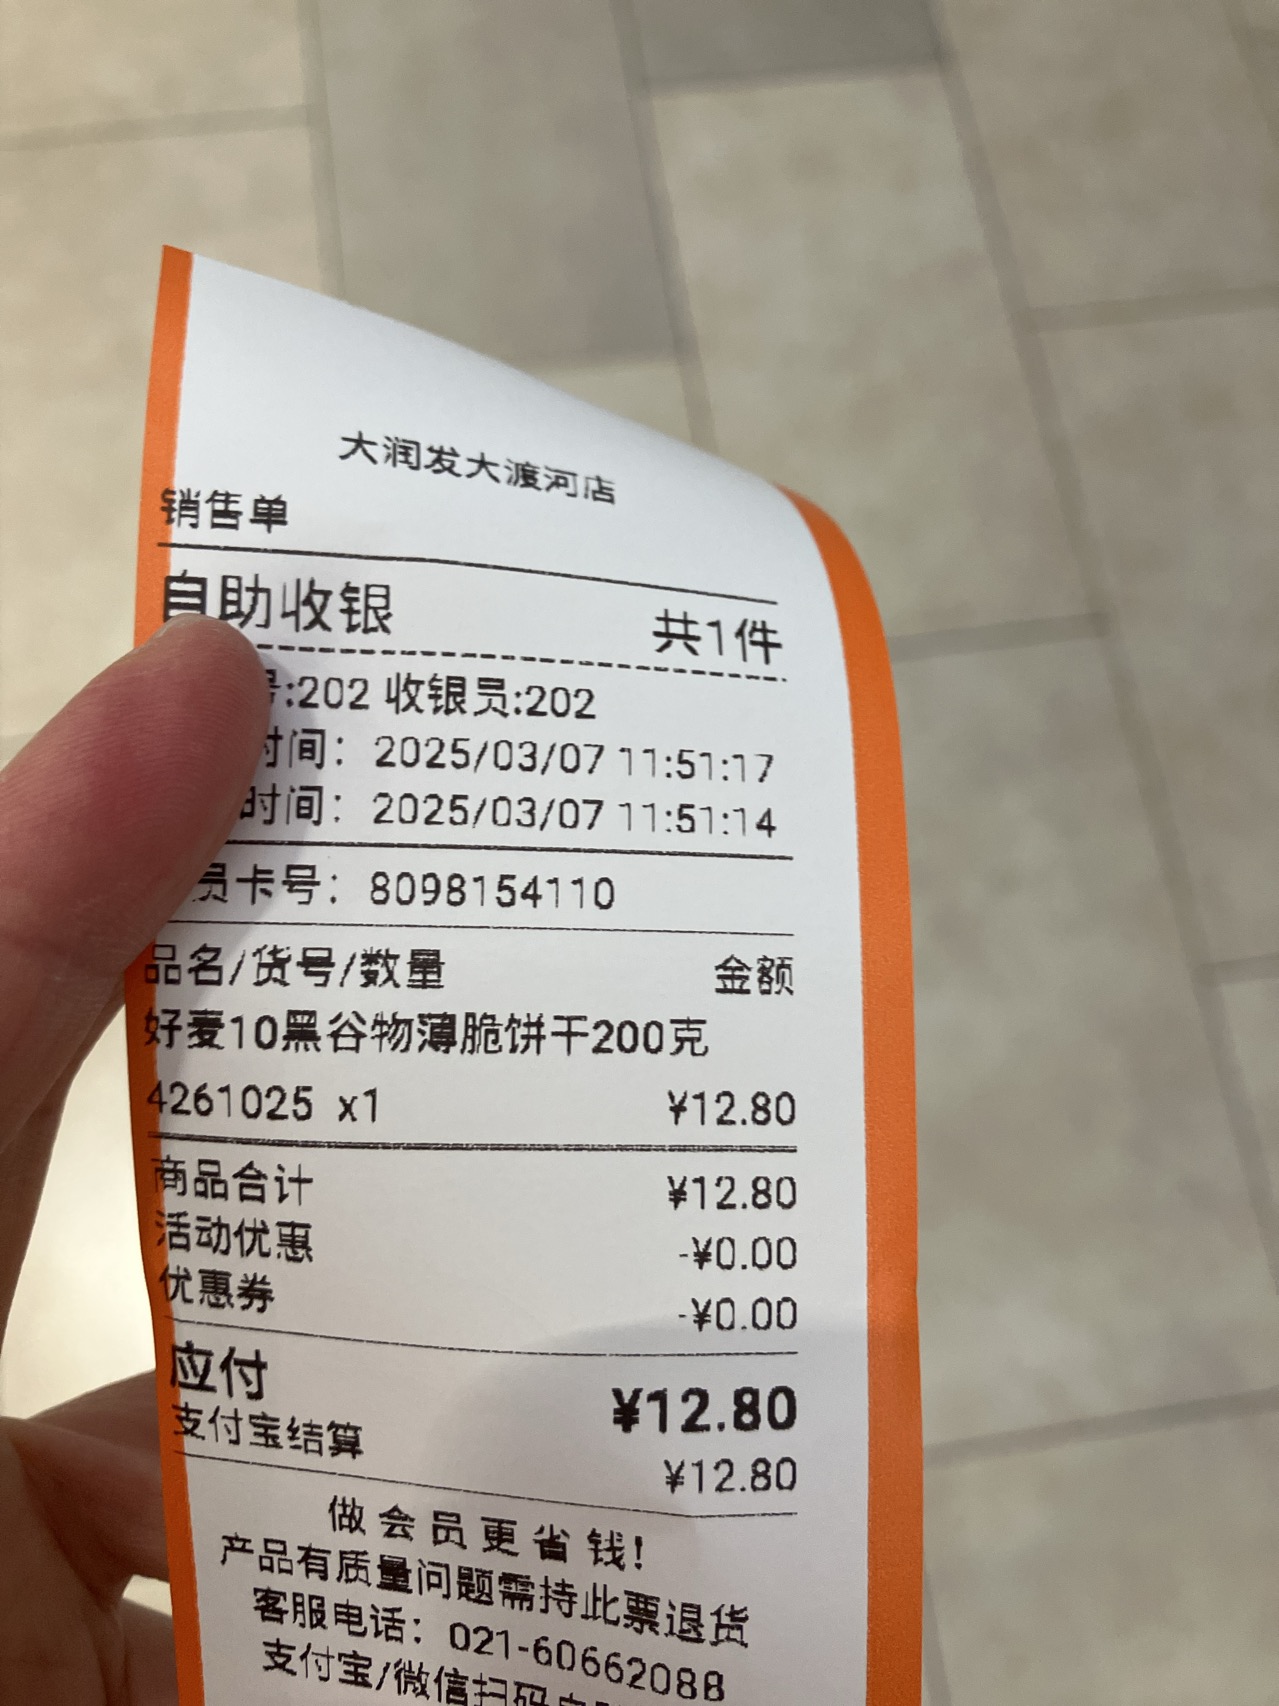 大润发大渡河店
销售单
自助收银 共1件
号:202 收银员:202
时间： 2025/03/07 11:51:17
时间： 2025/03/07 11:51:14
员卡号： 8098154110
品名/货号/数量 金额
好麦10黑谷物薄脆饼干200克
4261025 x1 ¥12.80
商品合计 ¥12.80
活动优惠 -¥0.00
优惠券 -¥0.00
应付 ¥12.80
支付宝结算 ¥12.80
做会员更省钱!
产品有质量问题需持此票退货
客服电话：021-60662088
支付宝/微信扫码